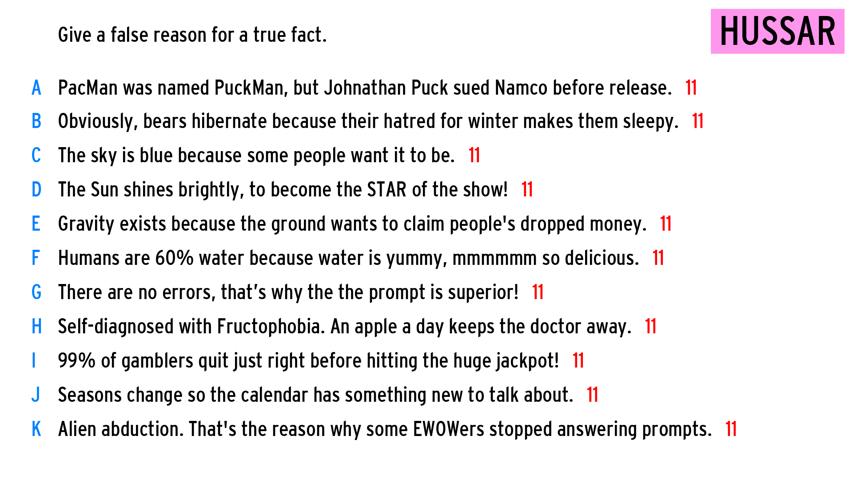 Give a false reason for a true fact.
HUSSAR
A PacMan was named PuckMan, but Johnathan Puck sued Namco before release. 11
B Obviously, bears hibernate because their hatred for winter makes them sleepy. 11
C The sky is blue because some people want it to be. 11
D The Sun shines brightly, to become the STAR of the show! 11
E Gravity exists because the ground wants to claim people's dropped money. 11
F Humans are 60% water because water is yummy, mmmmmm so delicious. 11
G There are no errors, that’s why the the prompt is superior! 11
H Self-diagnosed with Fructophobia. An apple a day keeps the doctor away. 11
I 99% of gamblers quit just right before hitting the huge jackpot! 11
J Seasons change so the calendar has something new to talk about. 11
K Alien abduction. That's the reason why some EWOWers stopped answering prompts. 11